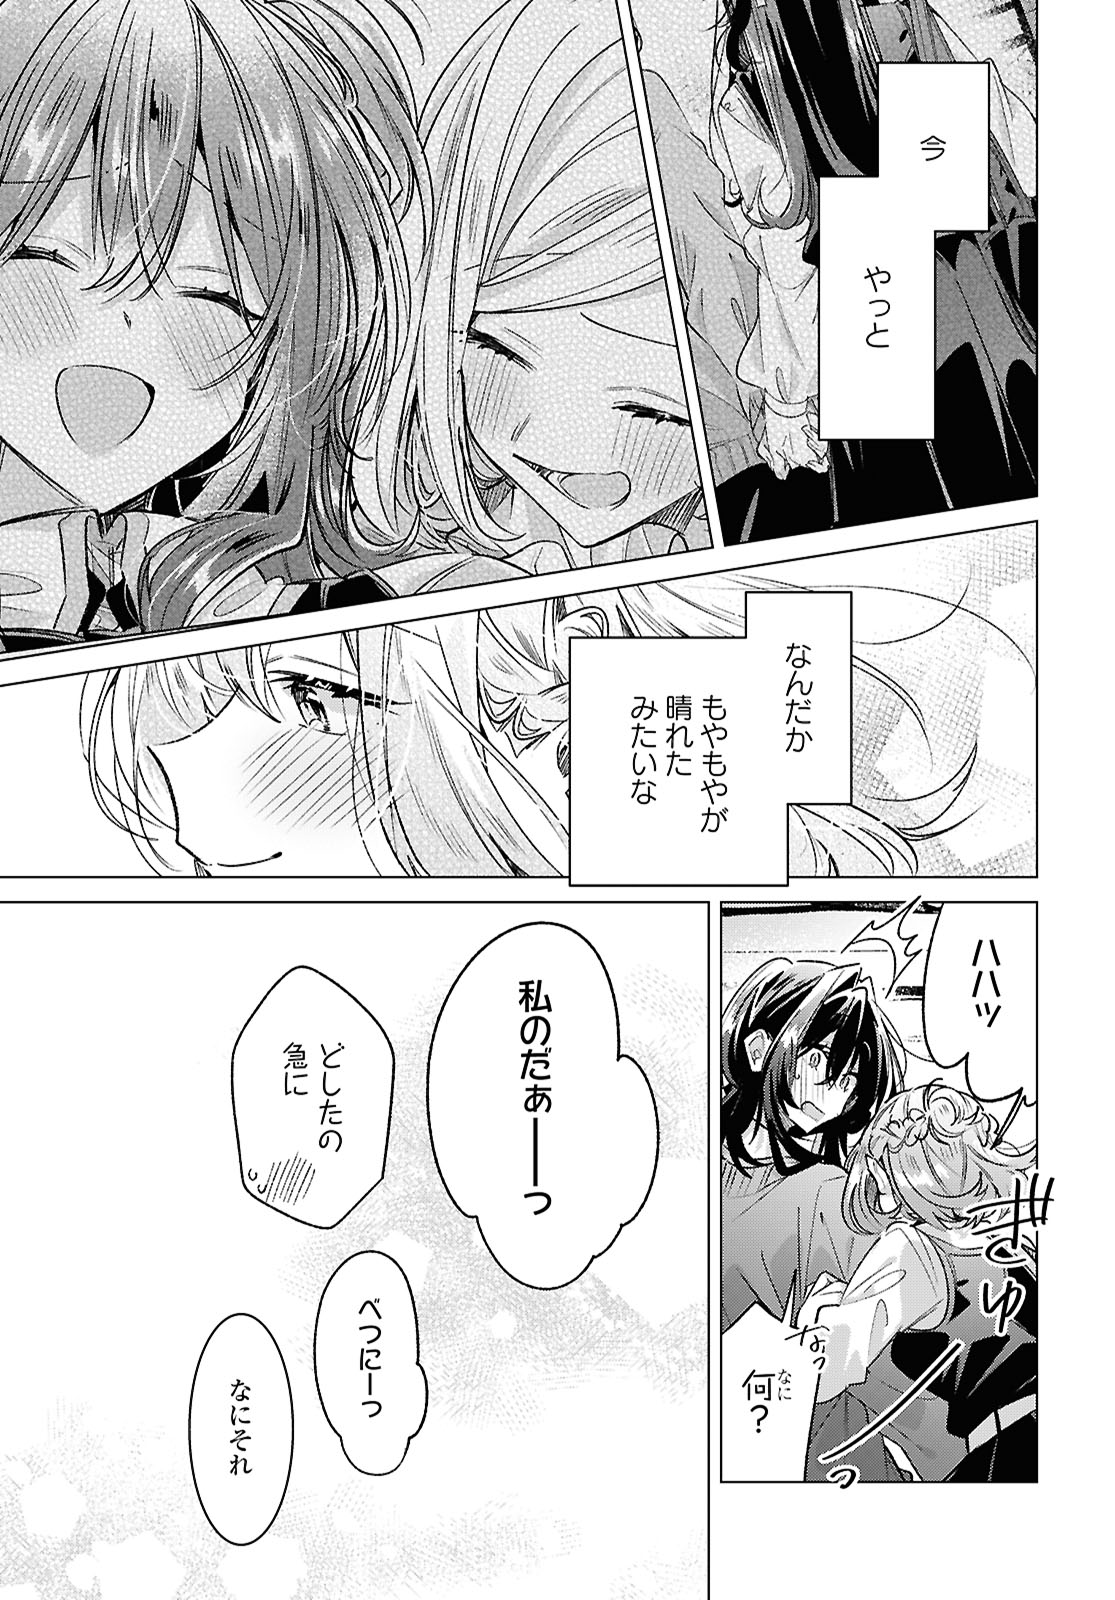 今
やっと
なんだか
もやもやが
晴れた
みたいな
ハハッ
ぎゅ
っ
なっ
何?
なに
私のだぁーーっ
どしたの
急に
べつにーっ
なにそれ